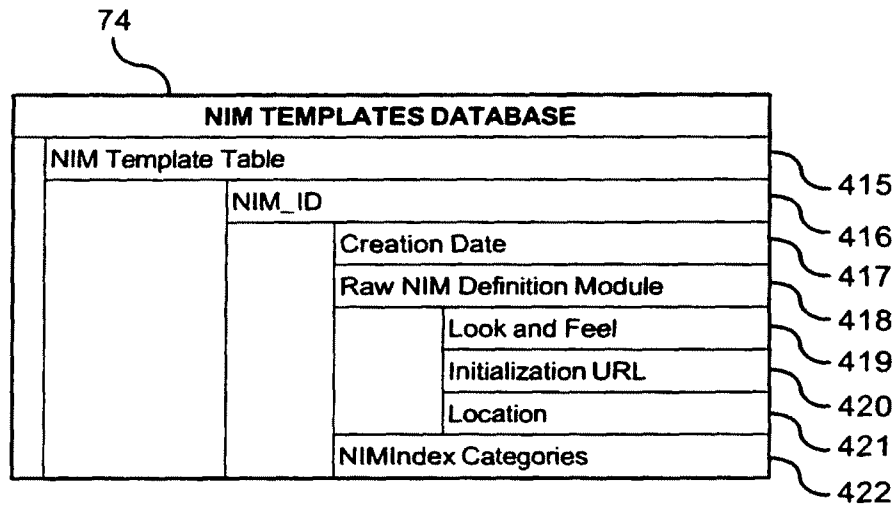 74
NIM TEMPLATES DATABASE
NIM Template Table
415
NIM_ID
416
Creation Date
417
Raw NIM Definition Module
418
Look and Feel
419
Initialization URL
420
Location
421
NIMIndex Categories
422